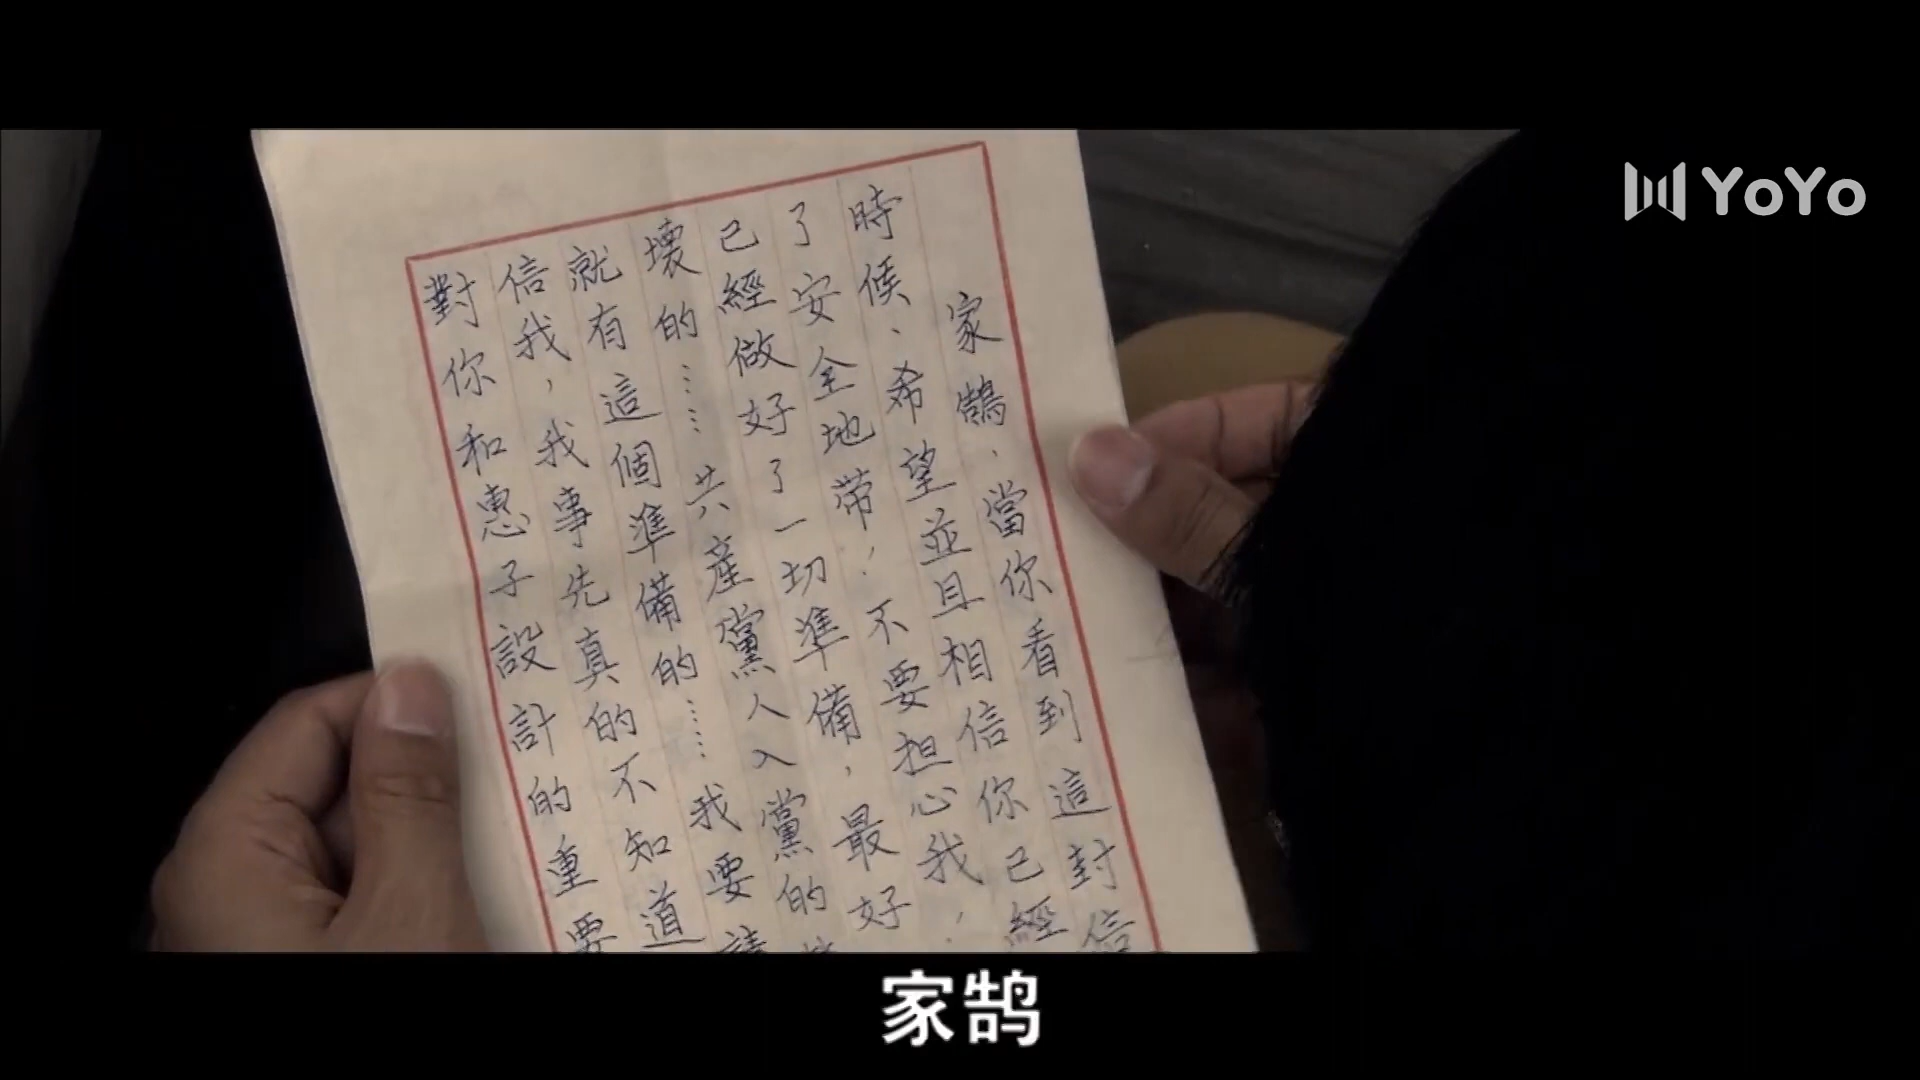 YoYo
家鵠、當你看到這封信
時候、希望並且相信你已經
了安全地带！不要担心我，
已經做好了一切準備，最好
壞的……共產黨人入黨的
就有這個準備的……我要請
信我，我事先真的不知道
對你和惠子設計的重要
家鹄